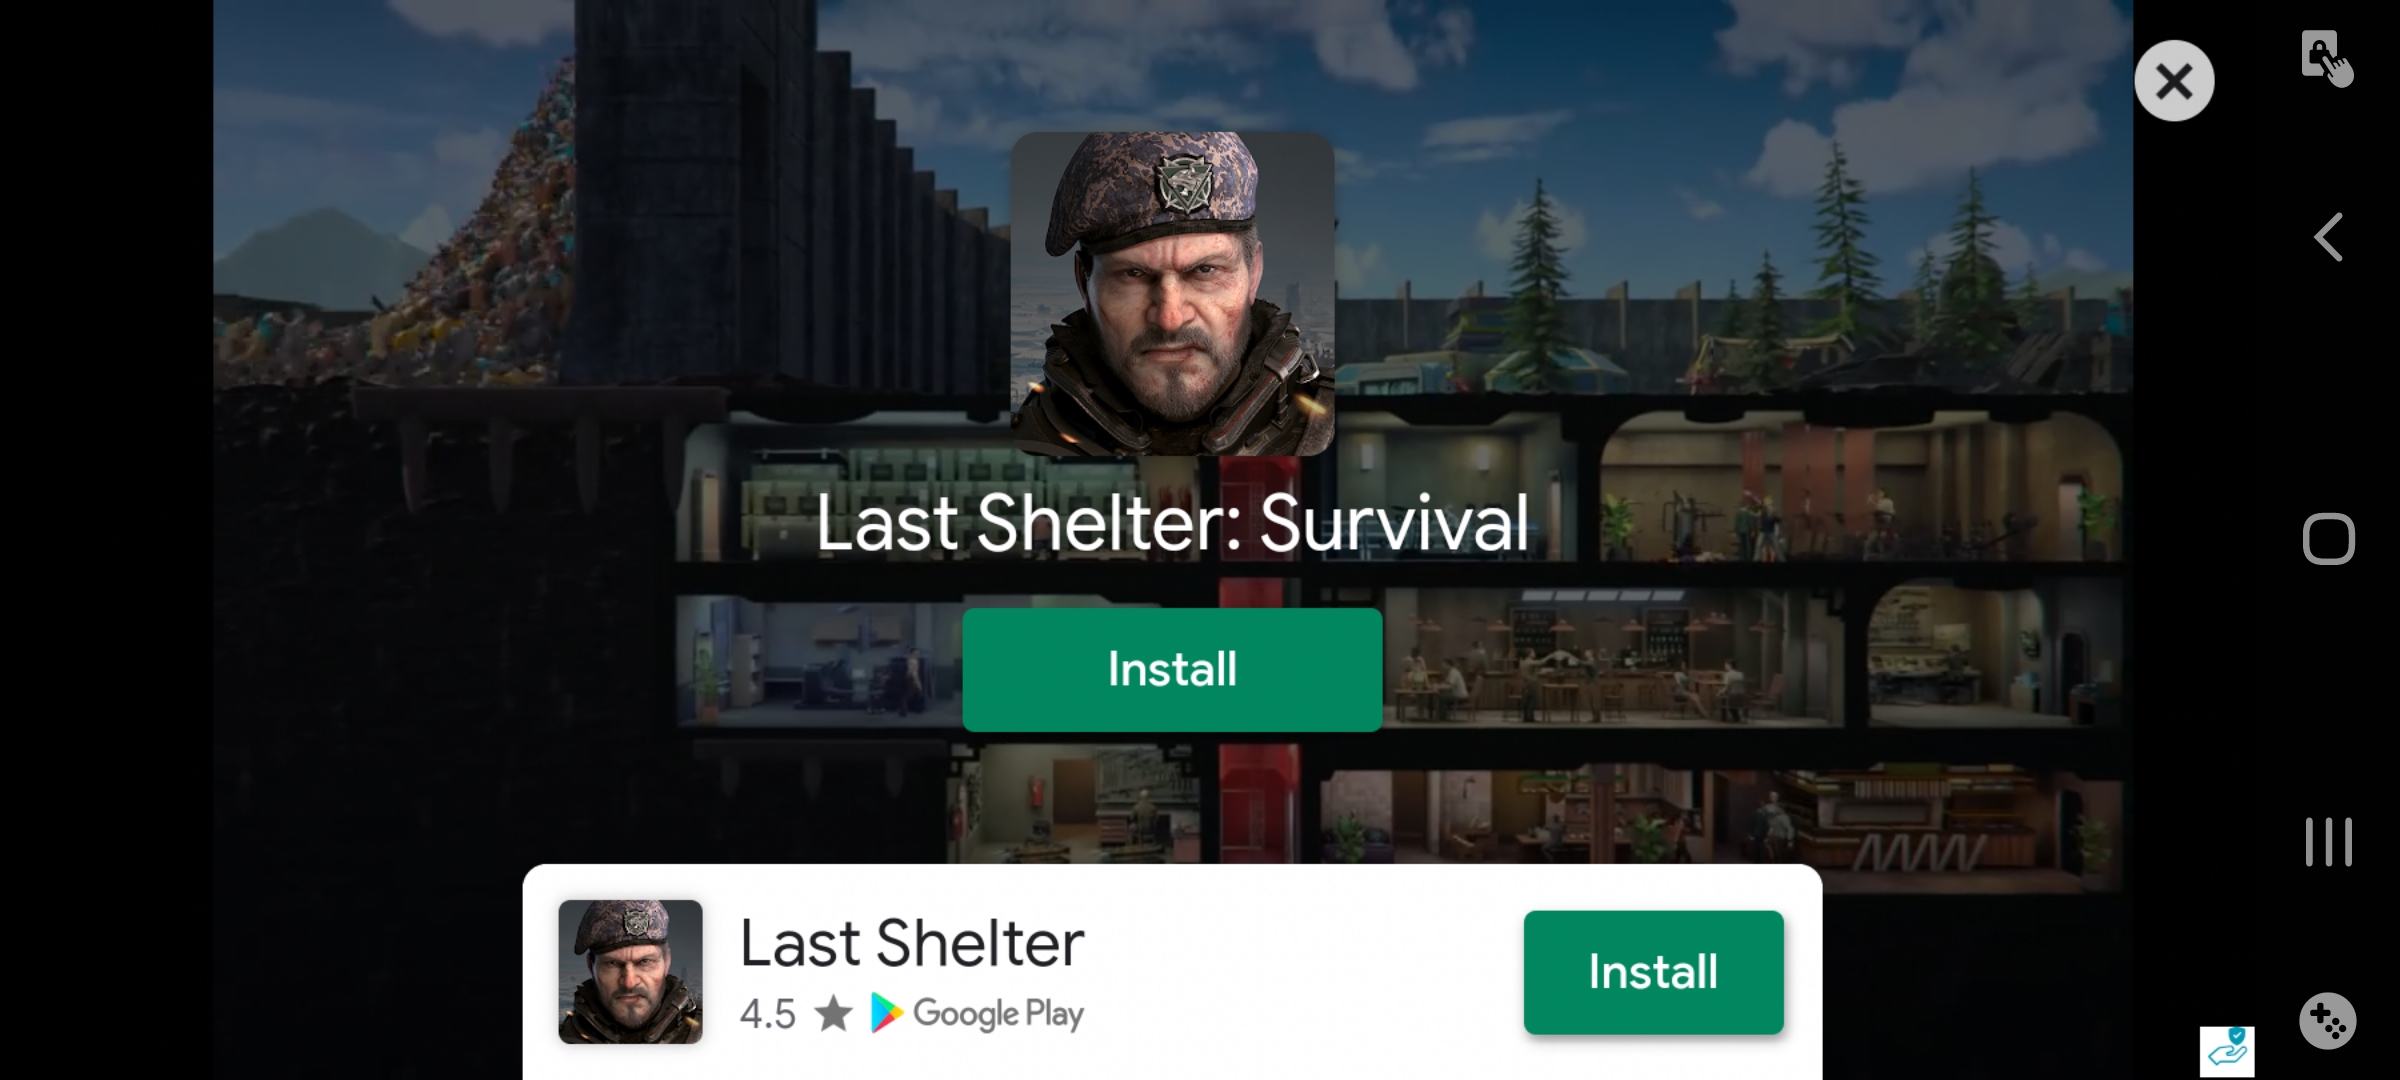 Last Shelter: Survival
Install
Last Shelter
4.5 ★ Google Play
Install